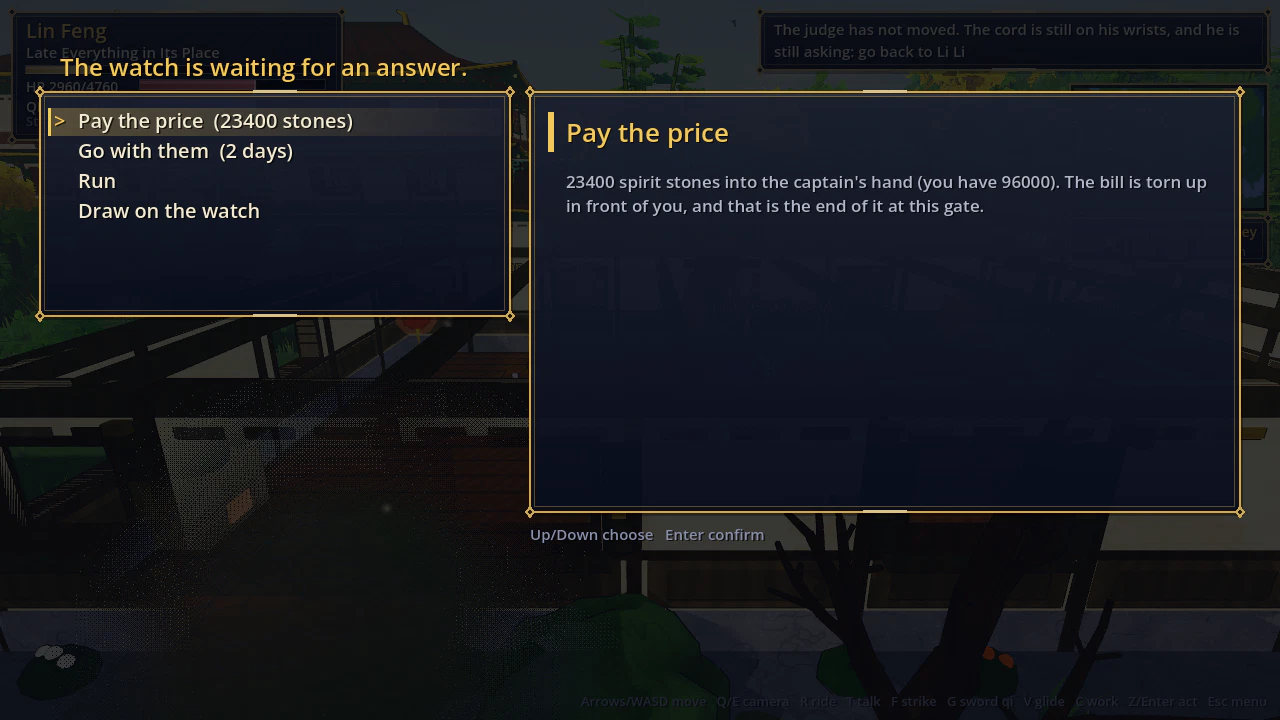 Lin Feng
Late Everything in Its Place
The judge has not moved. The cord is still on his wrists, and he is
still asking: go back to Li Li
The watch is waiting for an answer.
HP 2960/4760
> Pay the price (23400 stones)
Go with them (2 days)
Run
Draw on the watch
Pay the price
23400 spirit stones into the captain's hand (you have 96000). The bill is torn up
in front of you, and that is the end of it at this gate.
Up/Down choose Enter confirm
Arrows/WASD move Q/E camera R ride T talk F strike G sword qi V glide C work Z/Enter act Esc menu